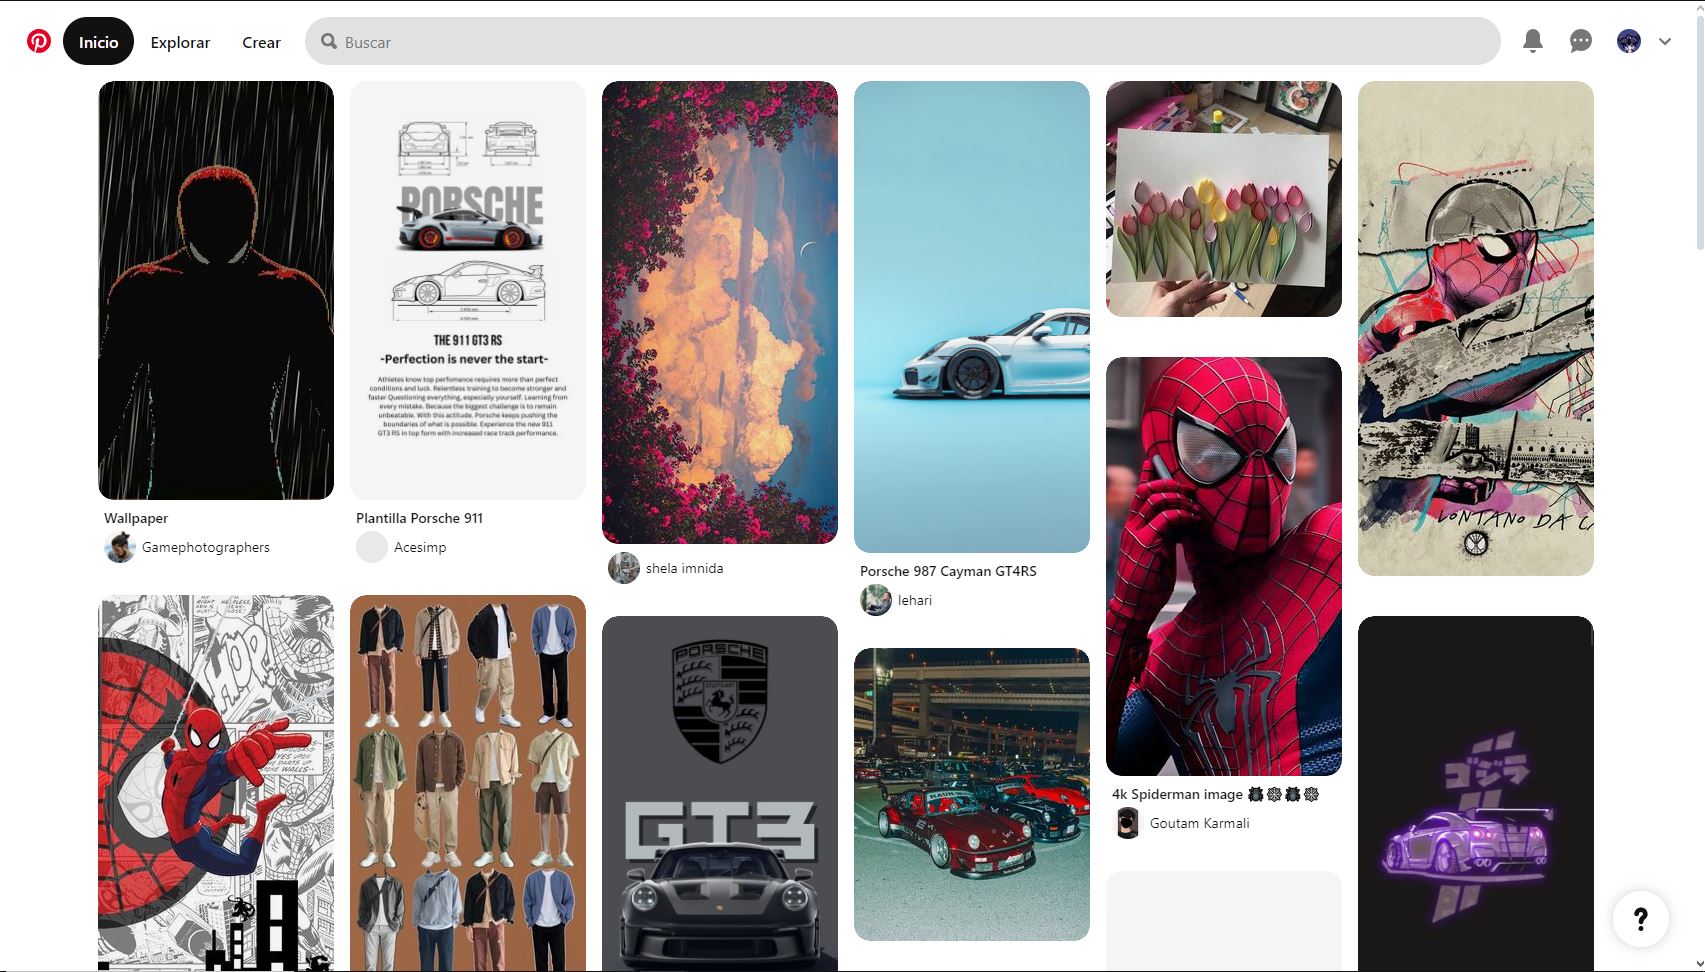 Inicio
Explorar
Crear
Buscar
PORSCHE
THE 911 GT3 RS
-Perfection is never the start-
Athletes know top perfomance requires more than perfect
conditions and luck. Relentless training to become stronger and
faster Questioning everything, especially yourself. Learning from
every mistake. Because the biggest challenge is to remain
unbeatable. With this actitude. Porsche keeps pushing the
boundaries of what is possible. Experience the new 911
GT3 RS in top form with increased race track performance.
LONTANO DA C
Wallpaper
Gamephotographers
Plantilla Porsche 911
Acesimp
shela imnida
Porsche 987 Cayman GT4RS
lehari
HOP!
PORSCHE
GT3
4k Spiderman image 🕷🕸🕷🕸
Goutam Karmali
ゴジラ
?